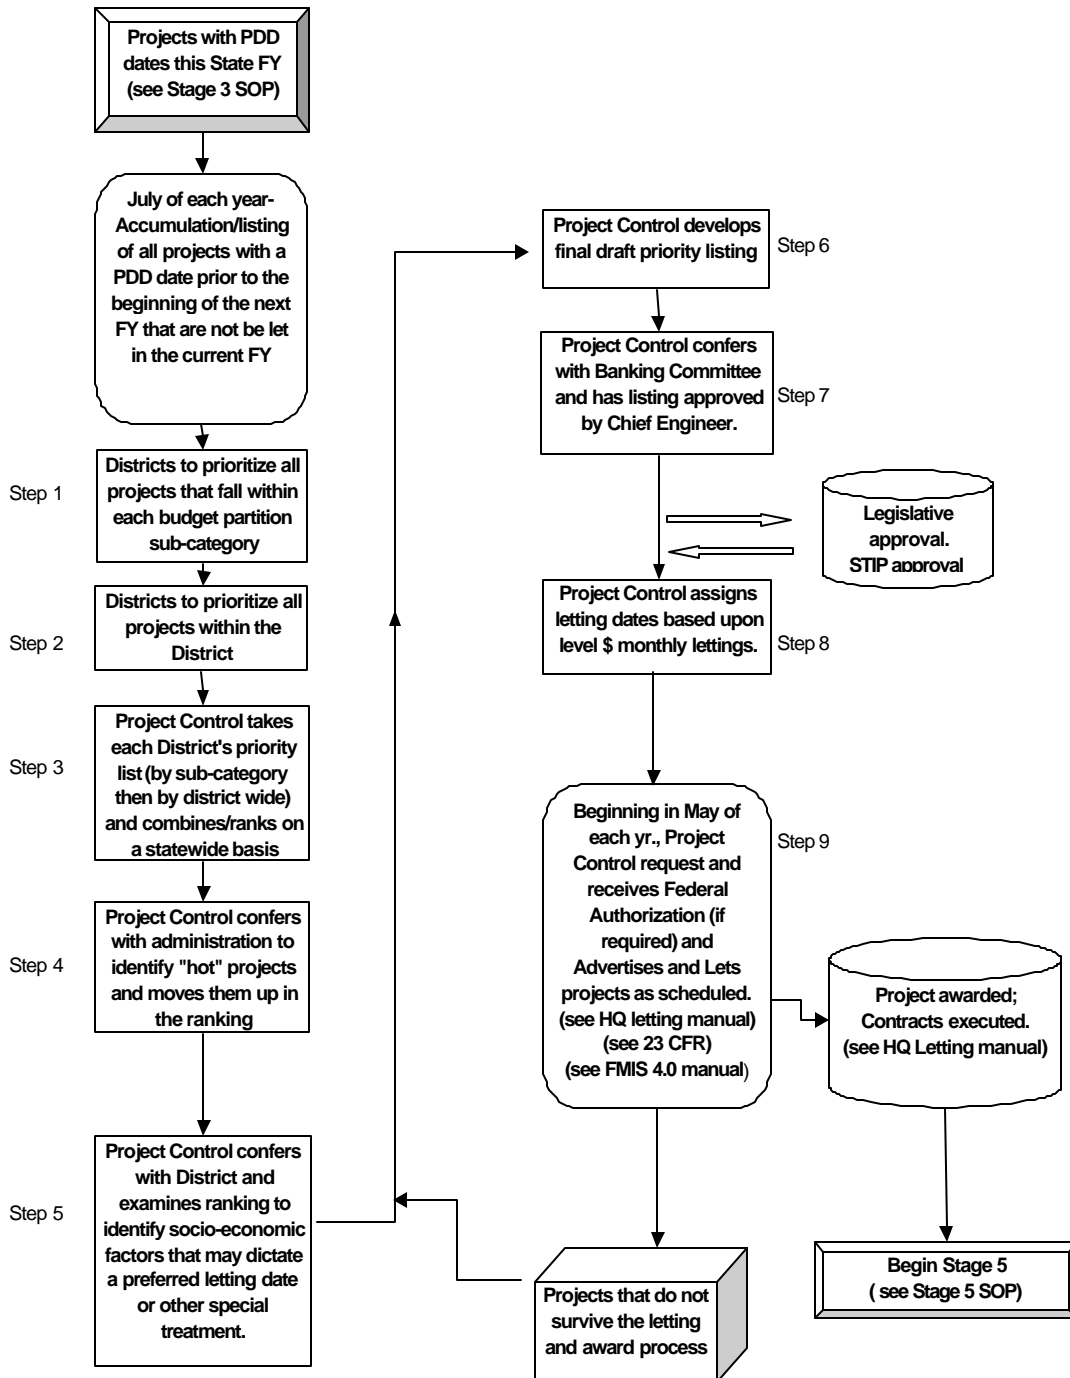 Projects with PDD
dates this State FY
(see Stage 3 SOP)
July of each year-
Accumulation/listing
of all projects with a
PDD date prior to the
beginning of the next
FY that are not be let
in the current FY
Step 1
Districts to prioritize all
projects that fall within
each budget partition
sub-category
Step 2
Districts to prioritize all
projects within the
District
Step 3
Project Control takes
each District's priority
list (by sub-category
then by district wide)
and combines/ranks on
a statewide basis
Step 4
Project Control confers
with administration to
identify "hot" projects
and moves them up in
the ranking
Step 5
Project Control confers
with District and
examines ranking to
identify socio-economic
factors that may dictate
a preferred letting date
or other special
treatment.
Project Control develops
final draft priority listing
Step 6
Project Control confers
with Banking Committee
and has listing approved
by Chief Engineer.
Step 7
Legislative
approval.
STIP approval
Project Control assigns
letting dates based upon
level $ monthly lettings.
Step 8
Beginning in May of
each yr., Project
Control request and
receives Federal
Authorization (if
required) and
Advertises and Lets
projects as scheduled.
(see HQ letting manual)
(see 23 CFR)
(see FMIS 4.0 manual)
Step 9
Project awarded;
Contracts executed.
(see HQ Letting manual)
Begin Stage 5
( see Stage 5 SOP)
Projects that do not
survive the letting
and award process